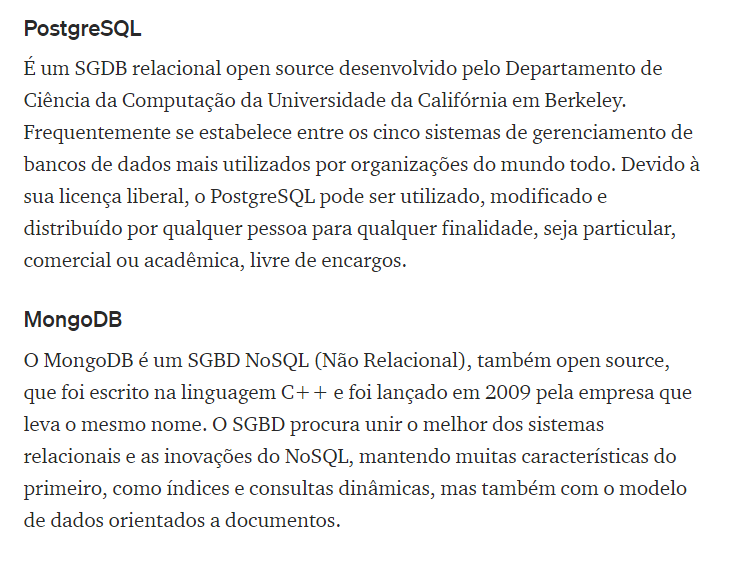 PostgreSQL
É um SGDB relacional open source desenvolvido pelo Departamento de
Ciência da Computação da Universidade da Califórnia em Berkeley.
Frequentemente se estabelece entre os cinco sistemas de gerenciamento de
bancos de dados mais utilizados por organizações do mundo todo. Devido à
sua licença liberal, o PostgreSQL pode ser utilizado, modificado e
distribuído por qualquer pessoa para qualquer finalidade, seja particular,
comercial ou acadêmica, livre de encargos.
MongoDB
O MongoDB é um SGBD NoSQL (Não Relacional), também open source,
que foi escrito na linguagem C++ e foi lançado em 2009 pela empresa que
leva o mesmo nome. O SGBD procura unir o melhor dos sistemas
relacionais e as inovações do NoSQL, mantendo muitas características do
primeiro, como índices e consultas dinâmicas, mas também com o modelo
de dados orientados a documentos.